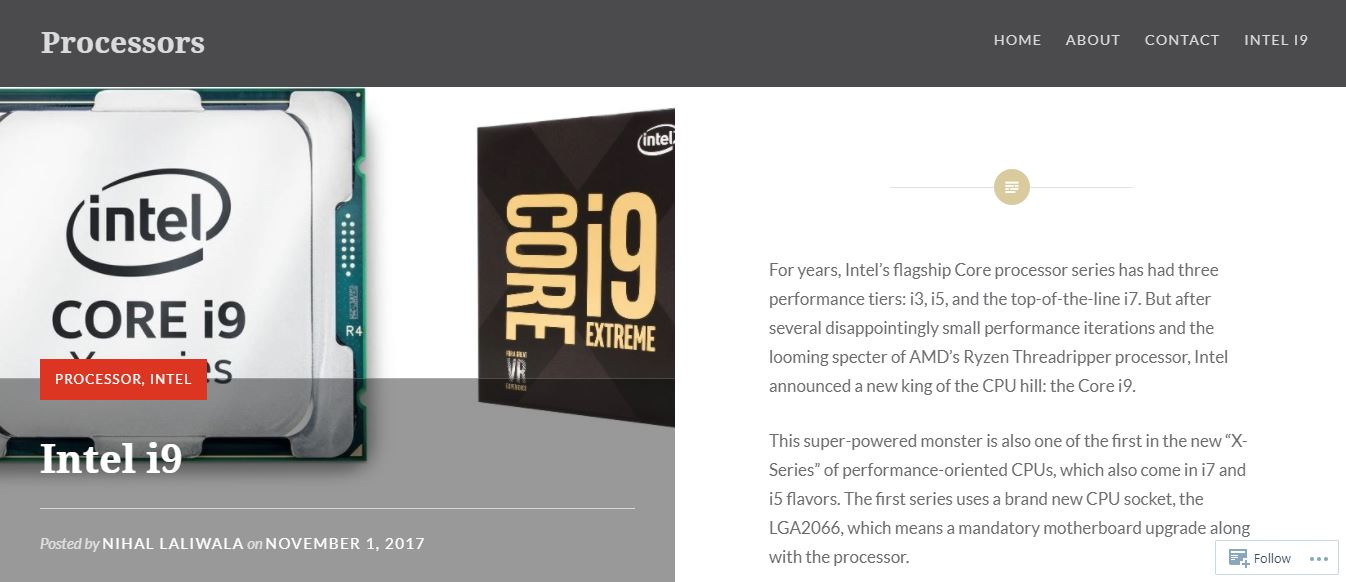 Processors
HOME ABOUT CONTACT INTEL I9
intel
CORE i9
R4
intel
CORE i9
EXTREME
VR
PROCESSOR, INTEL
Intel i9
Posted by NIHAL LALIWALA on NOVEMBER 1, 2017
For years, Intel’s flagship Core processor series has had three
performance tiers: i3, i5, and the top-of-the-line i7. But after
several disappointingly small performance iterations and the
looming specter of AMD’s Ryzen Threadripper processor, Intel
announced a new king of the CPU hill: the Core i9.
This super-powered monster is also one of the first in the new “X-
Series” of performance-oriented CPUs, which also come in i7 and
i5 flavors. The first series uses a brand new CPU socket, the
LGA2066, which means a mandatory motherboard upgrade along
with the processor.
Follow